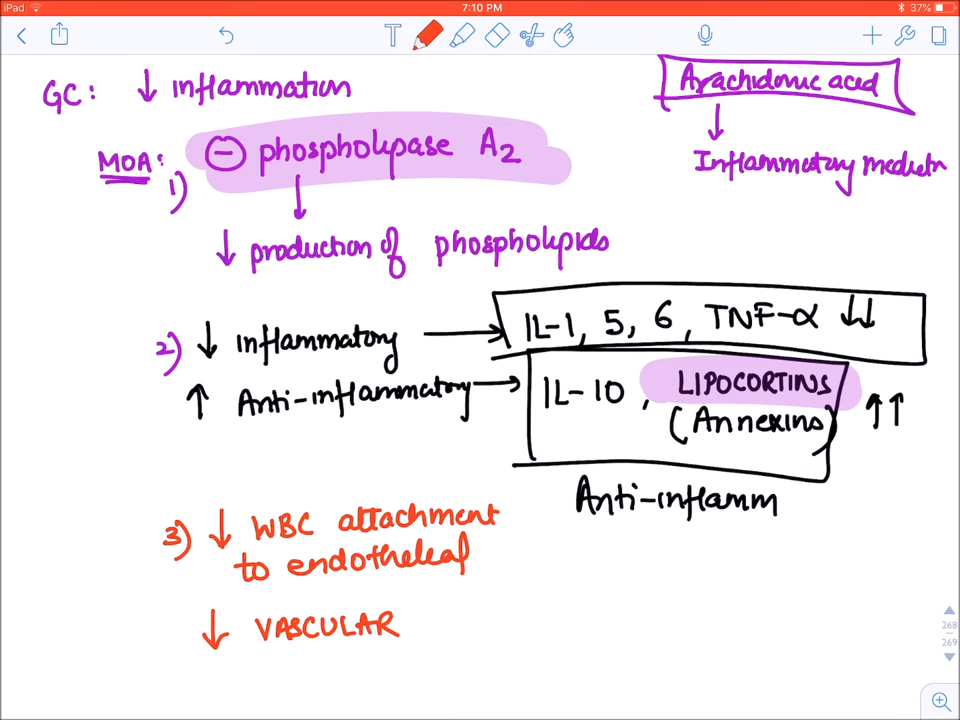 iPad
7:10 PM
37%
T
GC: ↓ inflammation
Arachidonic acid
↓
Inflammatory mediatn
MOA:
1) ⊖ phospholipase A2
↓
↓ production of phospholipids
2) ↓ Inflammatory → IL-1, 5, 6, TNF-α ↓↓
↑ Anti-inflammatory → IL-10, LIPOCORTINS
(Annexins) ↑↑
Anti-inflamm
3) ↓ WBC attachment
to endotheleal
↓ VASCULAR
268
269